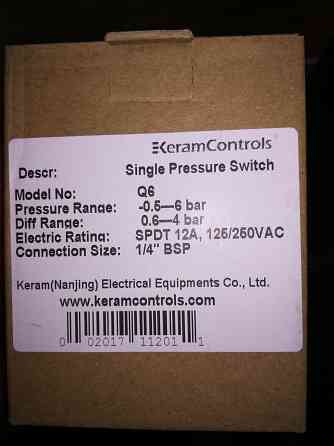 KeramControls
Descr: Single Pressure Switch
Model No: Q6
Pressure Range: -0.5—6 bar
Diff Range: 0.6—4 bar
Electric Rating: SPDT 12A, 125/250VAC
Connection Size: 1/4" BSP
Keram(Nanjing) Electrical Equipments Co., Ltd.
www.keramcontrols.com
0 02017 11201 1